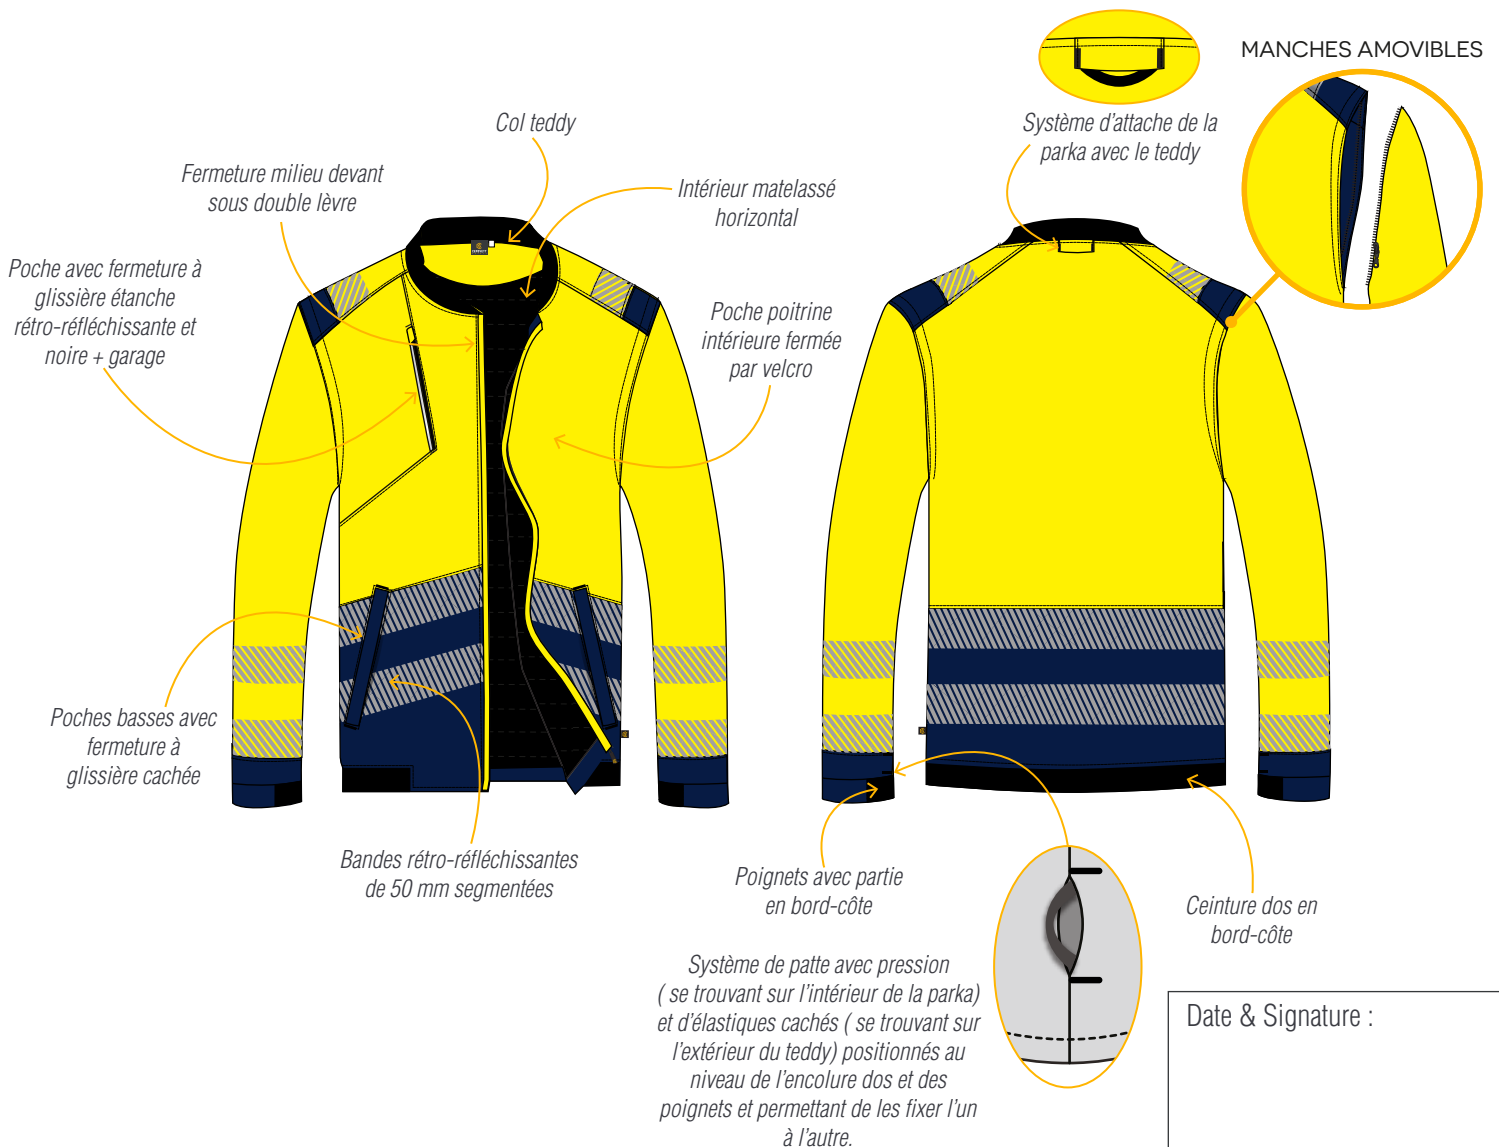 MANCHES AMOVIBLES
Système d'attache de la
parka avec le teddy
Col teddy
Fermeture milieu devant
sous double lèvre
Intérieur matelassé
horizontal
Poche avec fermeture à
glissière étanche
rétro-réfléchissante et
noire + garage
Poche poitrine
intérieure fermée
par velcro
Poches basses avec
fermeture à
glissière cachée
Bandes rétro-réfléchissantes
de 50 mm segmentées
Poignets avec partie
en bord-côte
Ceinture dos en
bord-côte
Système de patte avec pression
( se trouvant sur l'intérieur de la parka)
et d'élastiques cachés ( se trouvant sur
l'extérieur du teddy) positionnés au
niveau de l'encolure dos et des
poignets et permettant de les fixer l'un
à l'autre.
Date & Signature :